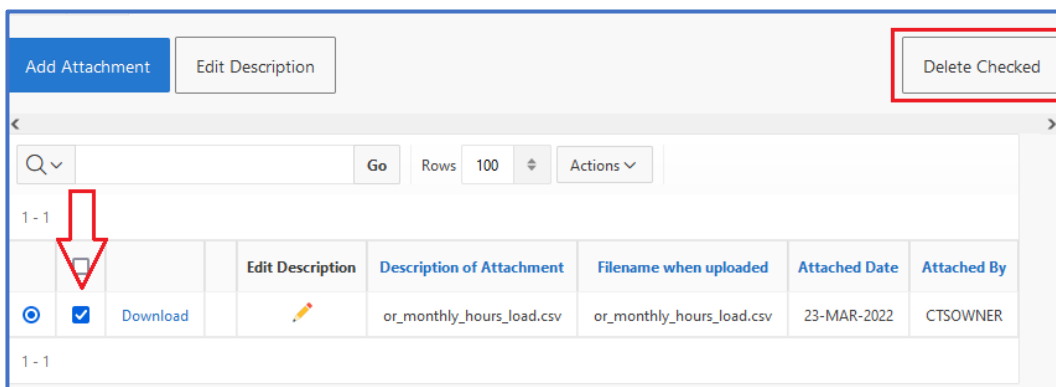 Add Attachment Edit Description Delete Checked
Go Rows 100 Actions
1 - 1
Edit Description Description of Attachment Filename when uploaded Attached Date Attached By
Download or_monthly_hours_load.csv or_monthly_hours_load.csv 23-MAR-2022 CTSOWNER
1 - 1